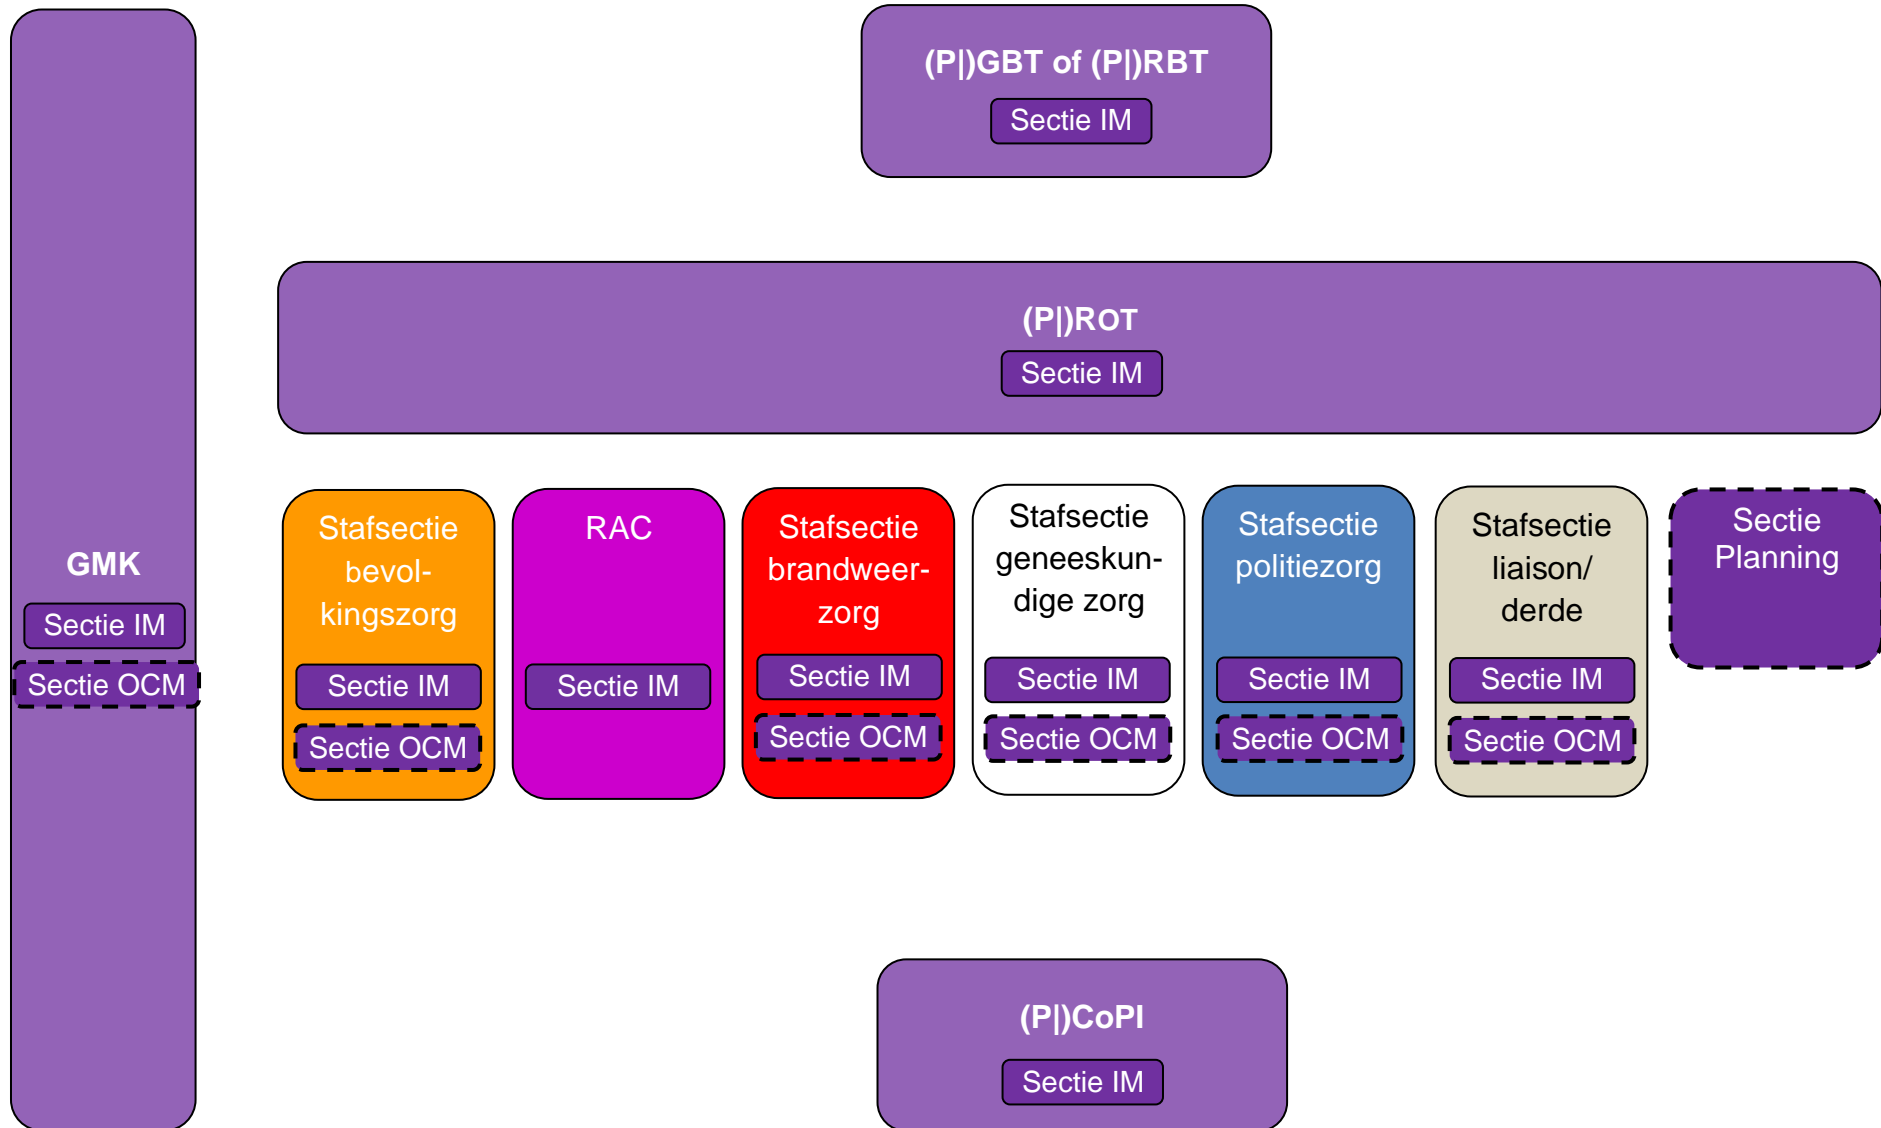 (P|)GBT of (P|)RBT
Sectie IM
(P|)ROT
Sectie IM
GMK
Sectie IM
Sectie OCM
Stafsectie
bevol-
kingszorg
Sectie IM
Sectie OCM
RAC
Sectie IM
Stafsectie
brandweer-
zorg
Sectie IM
Sectie OCM
Stafsectie
geneeskun-
dige zorg
Sectie IM
Sectie OCM
Stafsectie
politiezorg
Sectie IM
Sectie OCM
Stafsectie
liaison/
derde
Sectie IM
Sectie OCM
Sectie
Planning
(P|)CoPI
Sectie IM